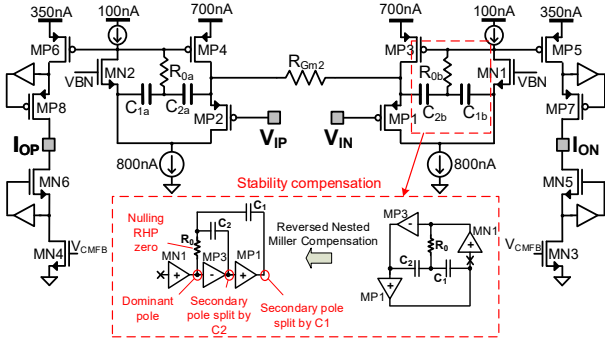 350nA 100nA 700nA 700nA 100nA 350nA
MP6 MN2 MP4 MP3 MN1 MP5
VBN R0a RGm2 R0b VBN
MP8 C1a C2a MP2 VIP VIN MP1 C2b C1b MP7
IOP ION
800nA 800nA
MN6 MN5
Stability compensation
MN4 VCMFB VCMFB MN3
Nulling RHP zero
C1
C2
R0
MN1 MP3 MP1
Dominant pole
Secondary pole split by C2
Secondary pole split by C1
Reversed Nested Miller Compensation
MP3
R0 MN1
C2 C1
MP1